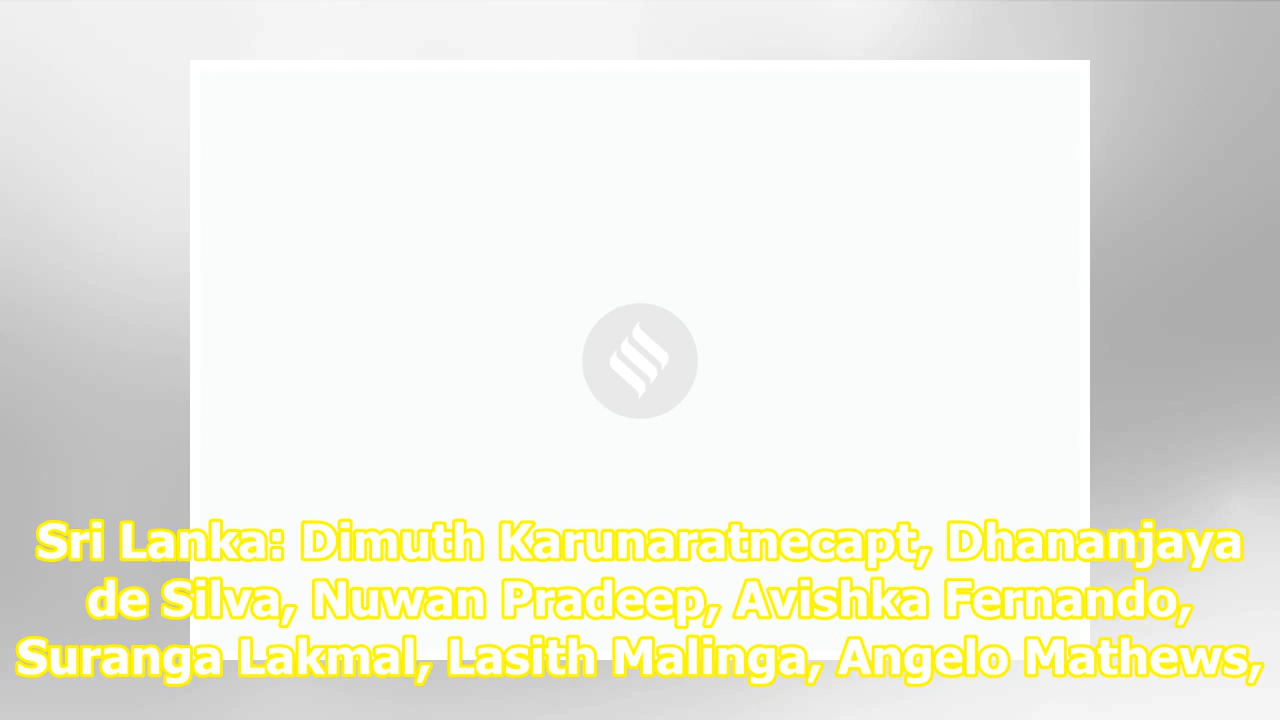 Sri Lanka: Dimuth Karunaratnecapt, Dhananjaya
de Silva, Nuwan Pradeep, Avishka Fernando,
Suranga Lakmal, Lasith Malinga, Angelo Mathews,